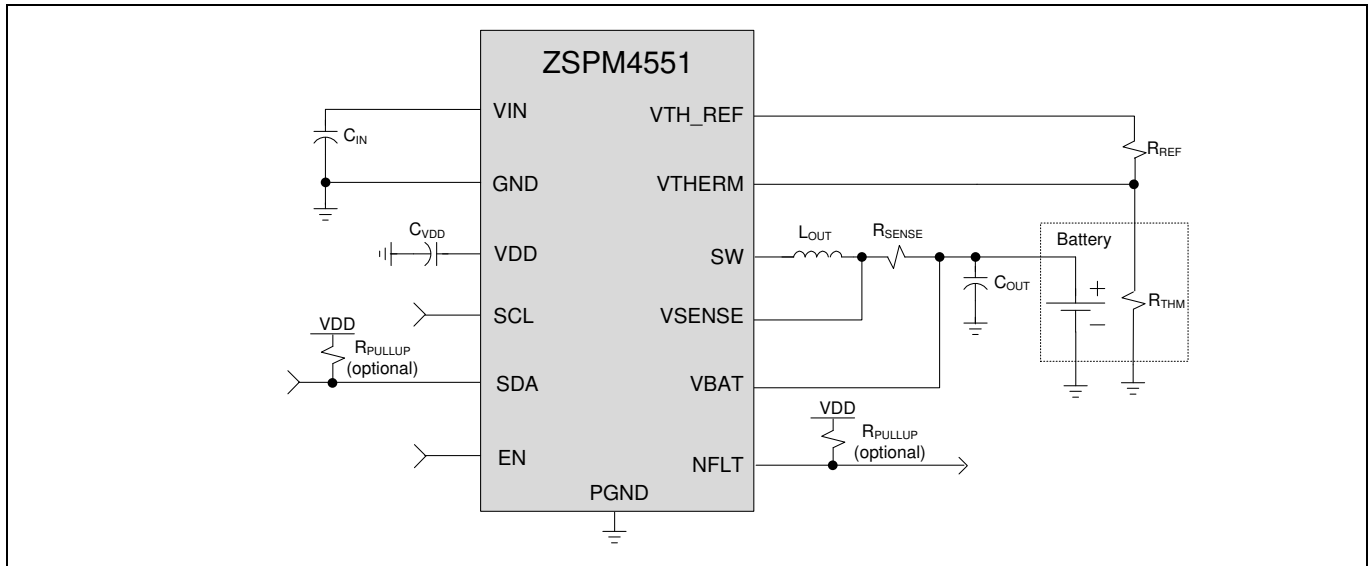 ZSPM4551
VIN
VTH_REF
CIN
RREF
GND
VTHERM
CVDD
LOUT
RSENSE
Battery
VDD
SW
COUT
+
RTHM
SCL
VSENSE
−
VDD
RPULLUP
(optional)
SDA
VBAT
VDD
RPULLUP
(optional)
EN
NFLT
PGND